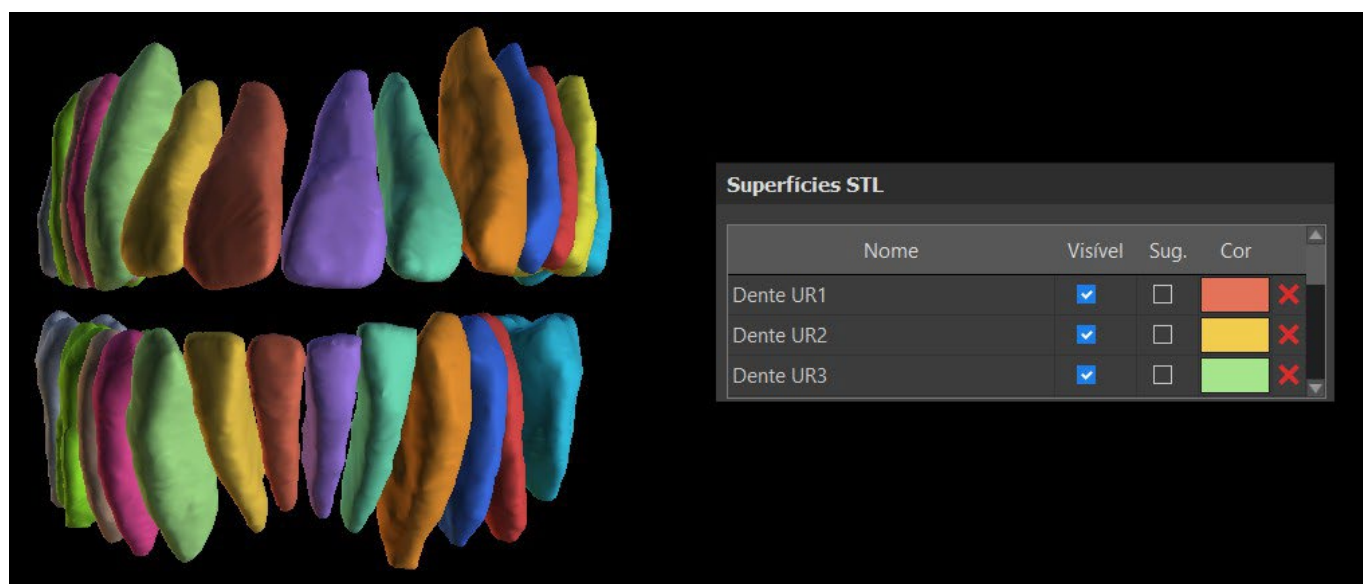 Superfícies STL
Nome Visível Sug. Cor
Dente UR1
Dente UR2
Dente UR3